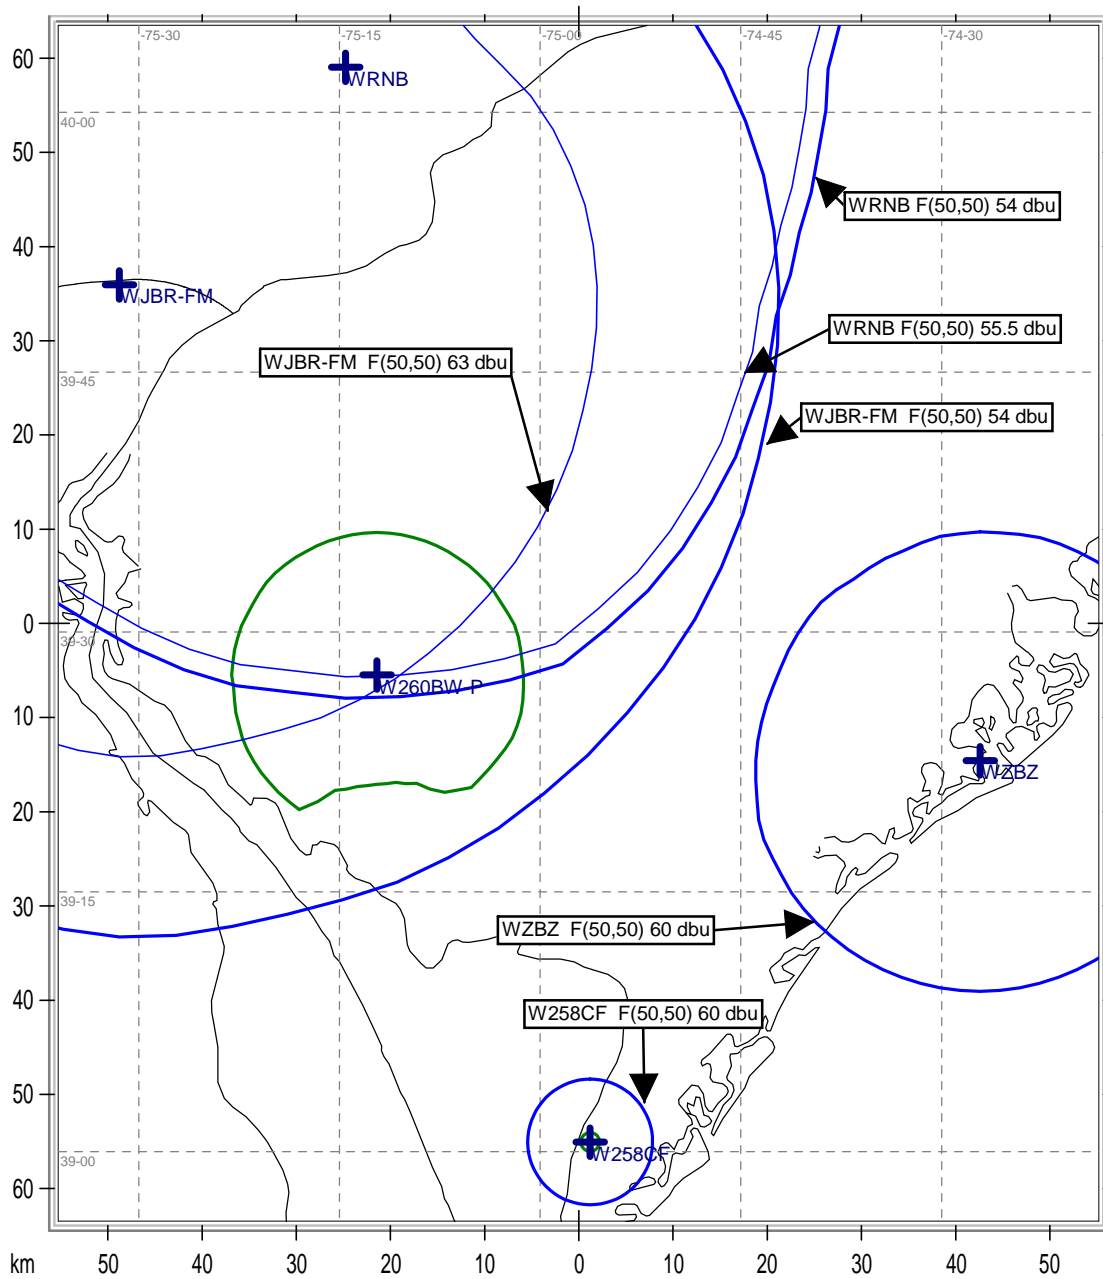 -75-30 -75-15 -75-00 -74-45 -74-30
60
WRNB
40-00
50
WRNB F(50,50) 54 dbu
40
WJBR-FM
WRNB F(50,50) 55.5 dbu
30
WJBR-FM F(50,50) 63 dbu
39-45
WJBR-FM F(50,50) 54 dbu
20
10
0
39-30
W260BW-P
10
WZBZ
20
39-15
30
WZBZ F(50,50) 60 dbu
40
W258CF F(50,50) 60 dbu
50
W258CF
39-00
60
km 50 40 30 20 10 0 10 20 30 40 50